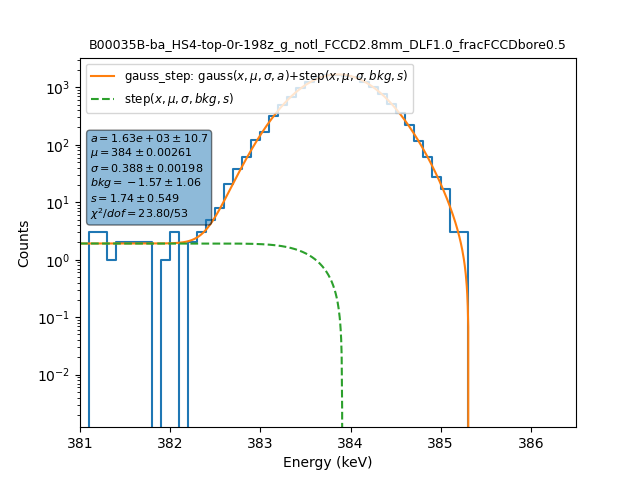 B00035B-ba_HS4-top-0r-198z_g_notl_FCCD2.8mm_DLF1.0_fracFCCDbore0.5
gauss_step: gauss(x, μ, σ, a)+step(x, μ, σ, bkg, s)
step(x, μ, σ, bkg, s)
a = 1.63e + 03 ± 10.7
μ = 384 ± 0.00261
σ = 0.388 ± 0.00198
bkg = − 1.57 ± 1.06
s = 1.74 ± 0.549
χ²/dof = 23.80/53
Counts
10³
10²
10¹
10⁰
10⁻¹
10⁻²
381 382 383 384 385 386
Energy (keV)